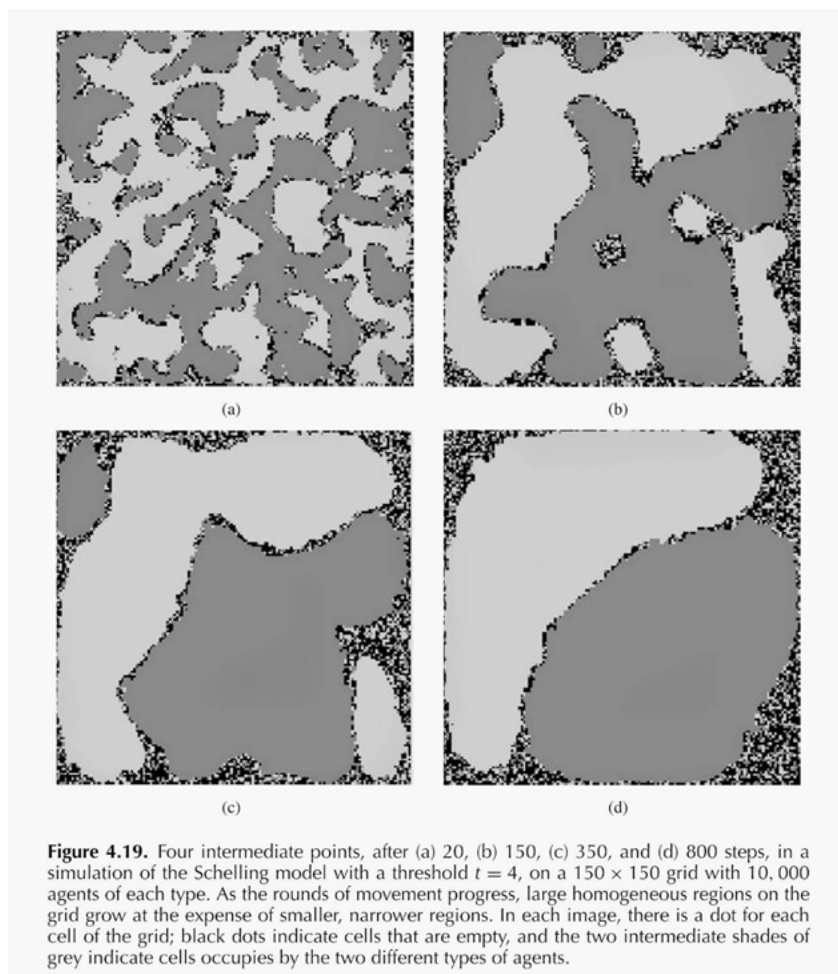 (a)
(b)
(c)
(d)
Figure 4.19. Four intermediate points, after (a) 20, (b) 150, (c) 350, and (d) 800 steps, in a
simulation of the Schelling model with a threshold t = 4, on a 150 × 150 grid with 10, 000
agents of each type. As the rounds of movement progress, large homogeneous regions on the
grid grow at the expense of smaller, narrower regions. In each image, there is a dot for each
cell of the grid; black dots indicate cells that are empty, and the two intermediate shades of
grey indicate cells occupies by the two different types of agents.